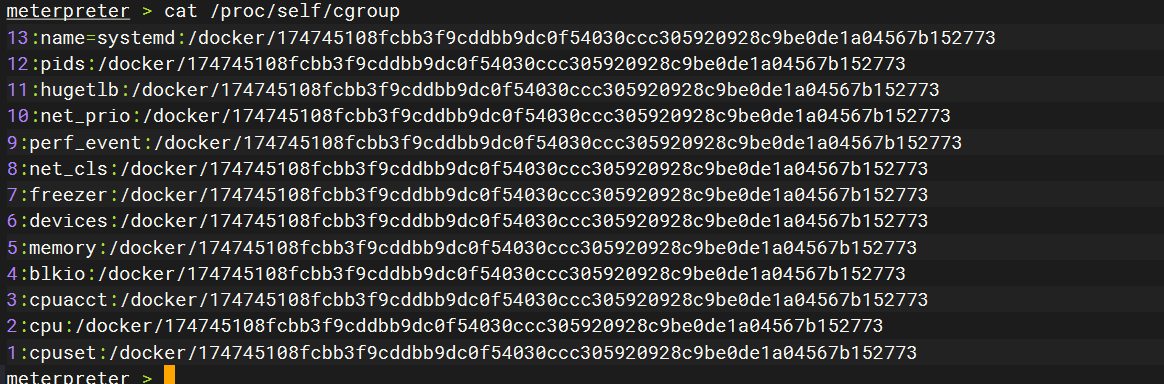 meterpreter > cat /proc/self/cgroup
13:name=systemd:/docker/174745108fcbb3f9cddbb9dc0f54030ccc305920928c9be0de1a04567b152773
12:pids:/docker/174745108fcbb3f9cddbb9dc0f54030ccc305920928c9be0de1a04567b152773
11:hugetlb:/docker/174745108fcbb3f9cddbb9dc0f54030ccc305920928c9be0de1a04567b152773
10:net_prio:/docker/174745108fcbb3f9cddbb9dc0f54030ccc305920928c9be0de1a04567b152773
9:perf_event:/docker/174745108fcbb3f9cddbb9dc0f54030ccc305920928c9be0de1a04567b152773
8:net_cls:/docker/174745108fcbb3f9cddbb9dc0f54030ccc305920928c9be0de1a04567b152773
7:freezer:/docker/174745108fcbb3f9cddbb9dc0f54030ccc305920928c9be0de1a04567b152773
6:devices:/docker/174745108fcbb3f9cddbb9dc0f54030ccc305920928c9be0de1a04567b152773
5:memory:/docker/174745108fcbb3f9cddbb9dc0f54030ccc305920928c9be0de1a04567b152773
4:blkio:/docker/174745108fcbb3f9cddbb9dc0f54030ccc305920928c9be0de1a04567b152773
3:cpuacct:/docker/174745108fcbb3f9cddbb9dc0f54030ccc305920928c9be0de1a04567b152773
2:cpu:/docker/174745108fcbb3f9cddbb9dc0f54030ccc305920928c9be0de1a04567b152773
1:cpuset:/docker/174745108fcbb3f9cddbb9dc0f54030ccc305920928c9be0de1a04567b152773
meterpreter >